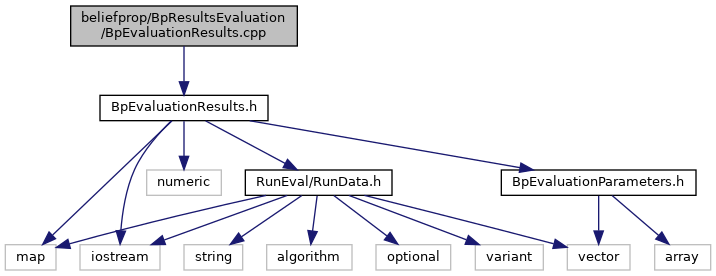 beliefprop/BpResultsEvaluation
/BpEvaluationResults.cpp
BpEvaluationResults.h
numeric
RunEval/RunData.h
BpEvaluationParameters.h
map
iostream
string
algorithm
optional
variant
vector
array